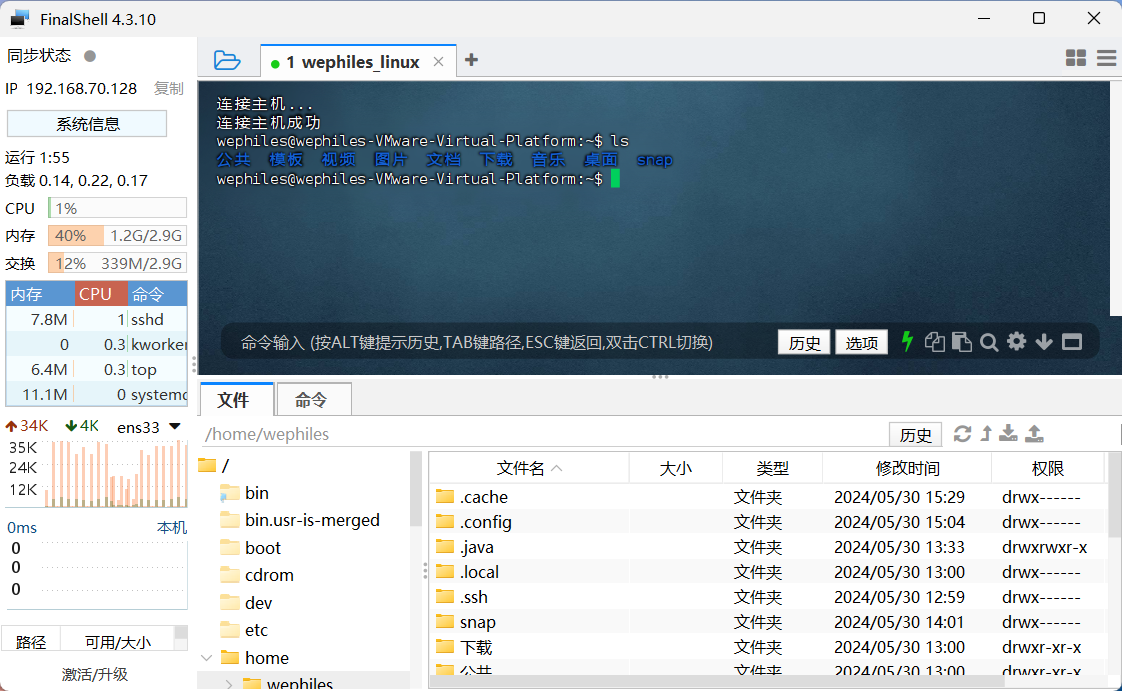 FinalShell 4.3.10
同步状态
IP 192.168.70.128 复制
系统信息
运行 1:55
负载 0.14, 0.22, 0.17
CPU 1%
内存 40% 1.2G/2.9G
交换 12% 339M/2.9G
内存 CPU 命令
7.8M 1 sshd
0 0.3 kworker
6.4M 0.3 top
11.1M 0 systemd
34K 4K ens33
35K
24K
12K
0ms 本机
0
0
0
路径 可用/大小
激活/升级
1 wephiles_linux
连接主机...
连接主机成功
wephiles@wephiles-VMware-Virtual-Platform:~$ ls
公共 模板 视频 图片 文档 下载 音乐 桌面 snap
wephiles@wephiles-VMware-Virtual-Platform:~$
命令输入 (按ALT键提示历史,TAB键路径,ESC键返回,双击CTRL切换) 历史 选项
文件 命令
/home/wephiles 历史
/
bin
bin.usr-is-merged
boot
cdrom
dev
etc
home
wephiles
文件名 大小 类型 修改时间 权限
.cache 文件夹 2024/05/30 15:29 drwx------
.config 文件夹 2024/05/30 15:04 drwx------
.java 文件夹 2024/05/30 13:33 drwxrwxr-x
.local 文件夹 2024/05/30 13:00 drwx------
.ssh 文件夹 2024/05/30 12:59 drwx------
snap 文件夹 2024/05/30 14:01 drwx------
下载 文件夹 2024/05/30 13:00 drwxr-xr-x
公共 文件夹 2024/05/30 13:00 drwxr-xr-x